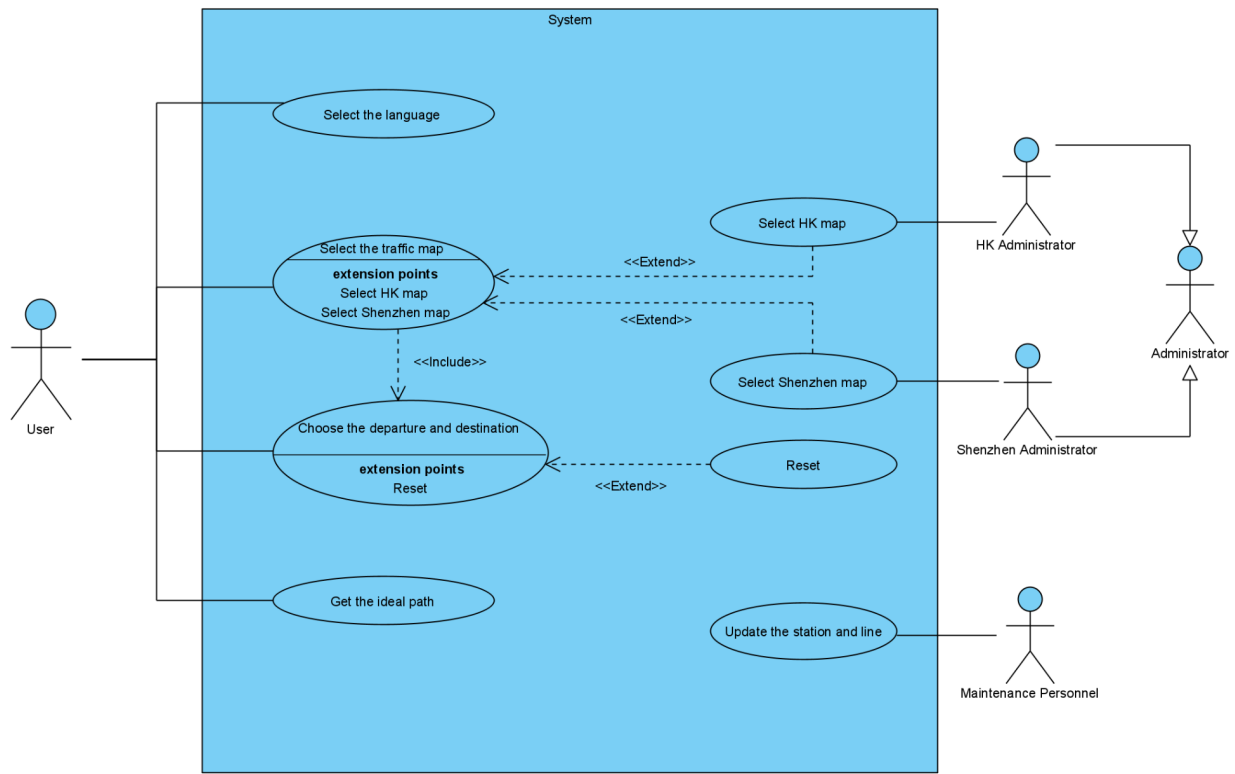 System
Select the language
Select HK map
HK Administrator
Select the traffic map
extension points
Select HK map
Select Shenzhen map
<<Extend>>
<<Extend>>
Administrator
<<Include>>
Select Shenzhen map
User
Choose the departure and destination
extension points
Reset
Shenzhen Administrator
Reset
<<Extend>>
Get the ideal path
Update the station and line
Maintenance Personnel